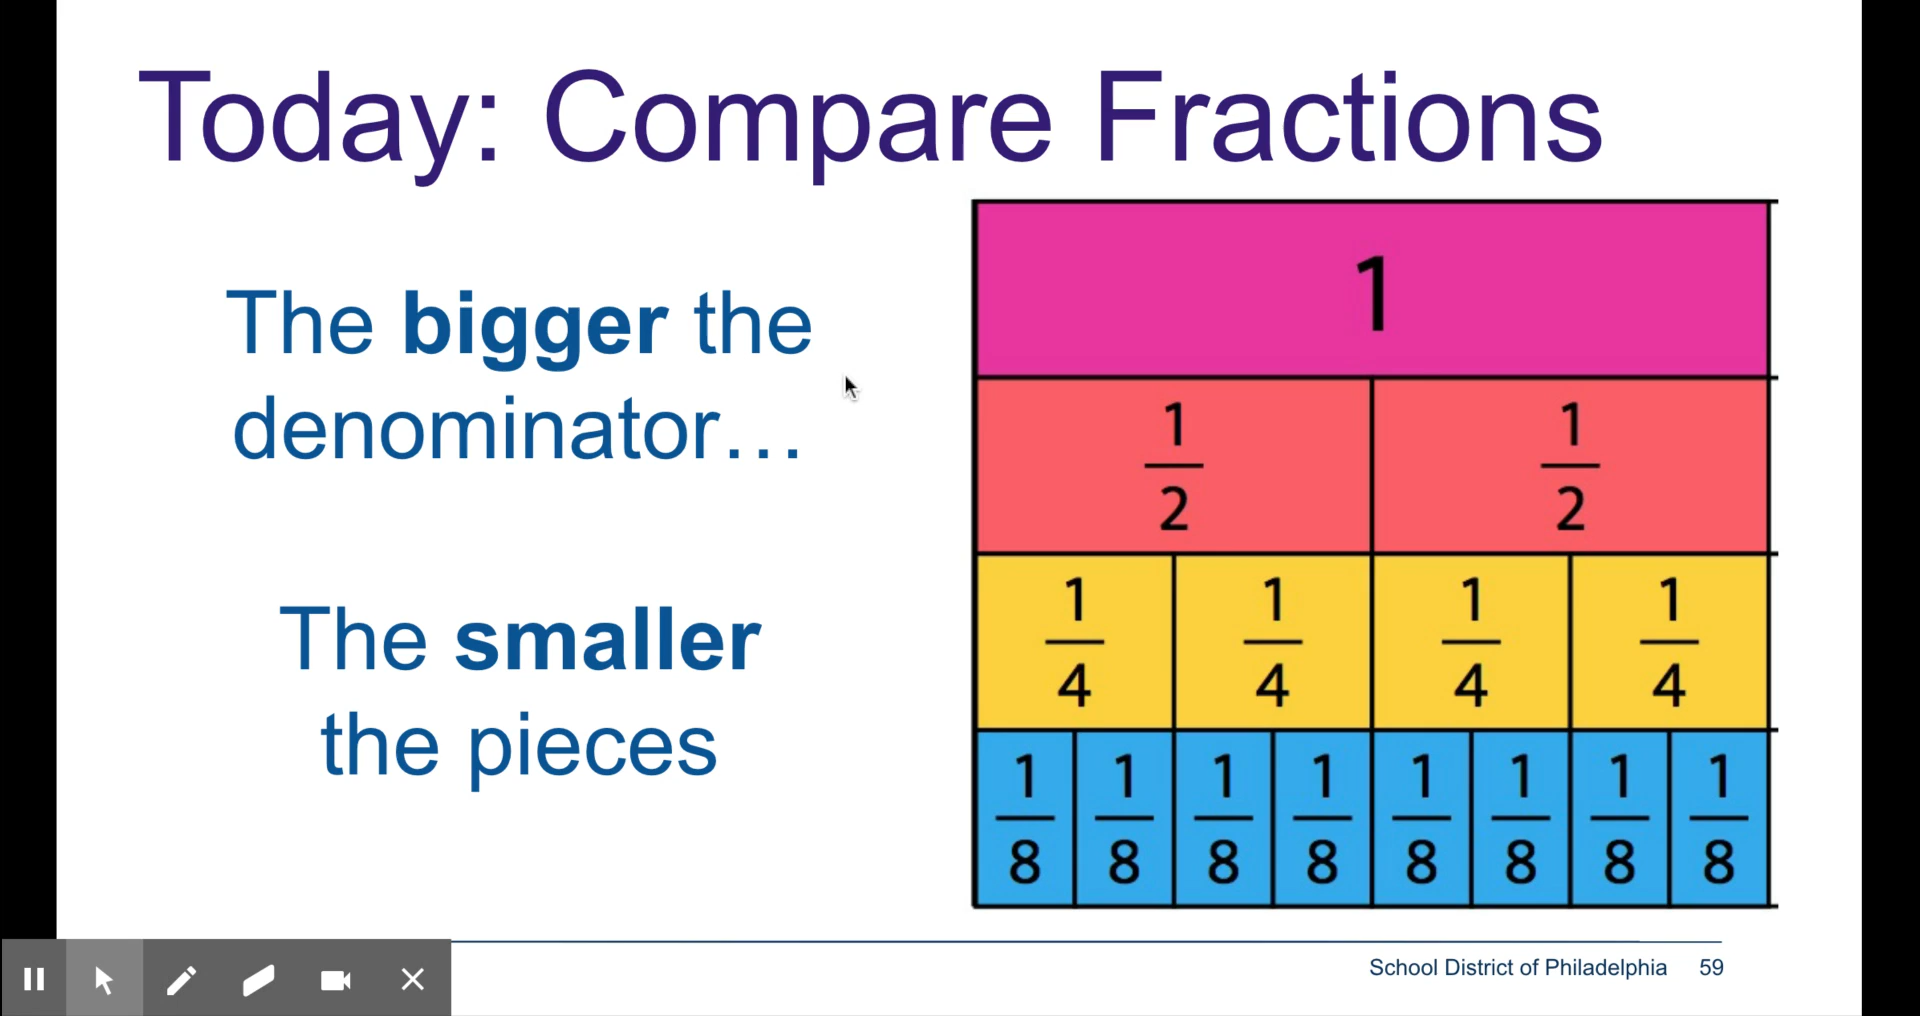 Today: Compare Fractions
The bigger the
denominator…
The smaller
the pieces
1
1/2 1/2
1/4 1/4 1/4 1/4
1/8 1/8 1/8 1/8 1/8 1/8 1/8 1/8
School District of Philadelphia 59